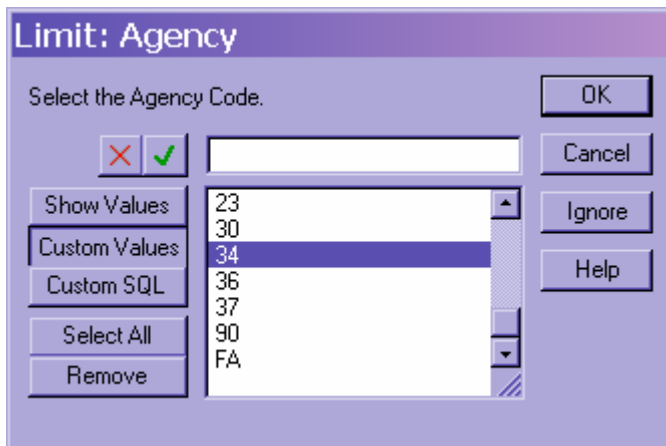 Limit: Agency
Select the Agency Code.
OK
Cancel
Ignore
Help
Show Values
Custom Values
Custom SQL
Select All
Remove
23
30
34
36
37
90
FA